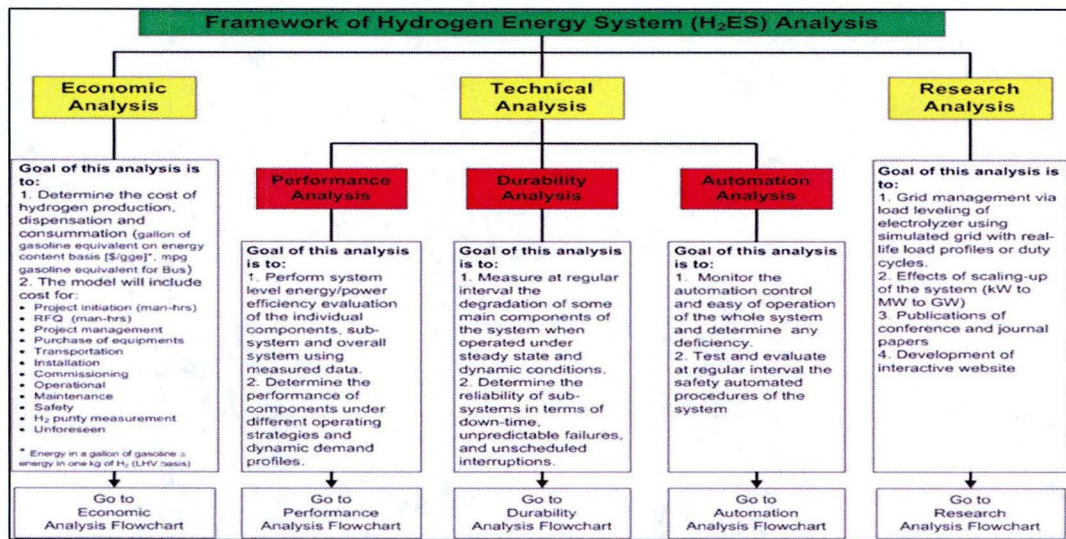 Framework of Hydrogen Energy System (H₂ES) Analysis
Economic
Analysis
Technical
Analysis
Research
Analysis
Goal of this analysis is
to:
1. Determine the cost of
hydrogen production,
dispensation and
consummation (gallon of
gasoline equivalent on energy
content basis [$/gge]*, mpg
gasoline equivalent for Bus)
2. The model will include
cost for:
• Project initiation (man-hrs)
• RFQ (man-hrs)
• Project management
• Purchase of equipments
• Transportation
• Installation
• Commissioning
• Operational
• Maintenance
• Safety
• H₂ purity measurement
• Unforeseen
* Energy in a gallon of gasoline ≅
energy in one kg of H₂ (LHV basis)
Performance
Analysis
Goal of this analysis
is to:
1. Perform system
level energy/power
efficiency evaluation
of the individual
components, sub-
system and overall
system using
measured data.
2. Determine the
performance of
components under
different operating
strategies and
dynamic demand
profiles.
Durability
Analysis
Goal of this analysis
is to:
1. Measure at regular
interval the
degradation of some
main components of
the system when
operated under
steady state and
dynamic conditions.
2. Determine the
reliability of sub-
systems in terms of
down-time,
unpredictable failures,
and unscheduled
interruptions.
Automation
Analysis
Goal of this analysis
is to:
1. Monitor the
automation control
and easy of operation
of the whole system
and determine any
deficiency.
2. Test and evaluate
at regular interval the
safety automated
procedures of the
system
Goal of this analysis is
to:
1. Grid management via
load leveling of
electrolyzer using
simulated grid with real-
life load profiles or duty
cycles.
2. Effects of scaling-up
of the system (kW to
MW to GW)
3. Publications of
conference and journal
papers
4. Development of
interactive website
Go to
Economic
Analysis Flowchart
Go to
Performance
Analysis Flowchart
Go to
Durability
Analysis Flowchart
Go to
Automation
Analysis Flowchart
Go to
Research
Analysis Flowchart